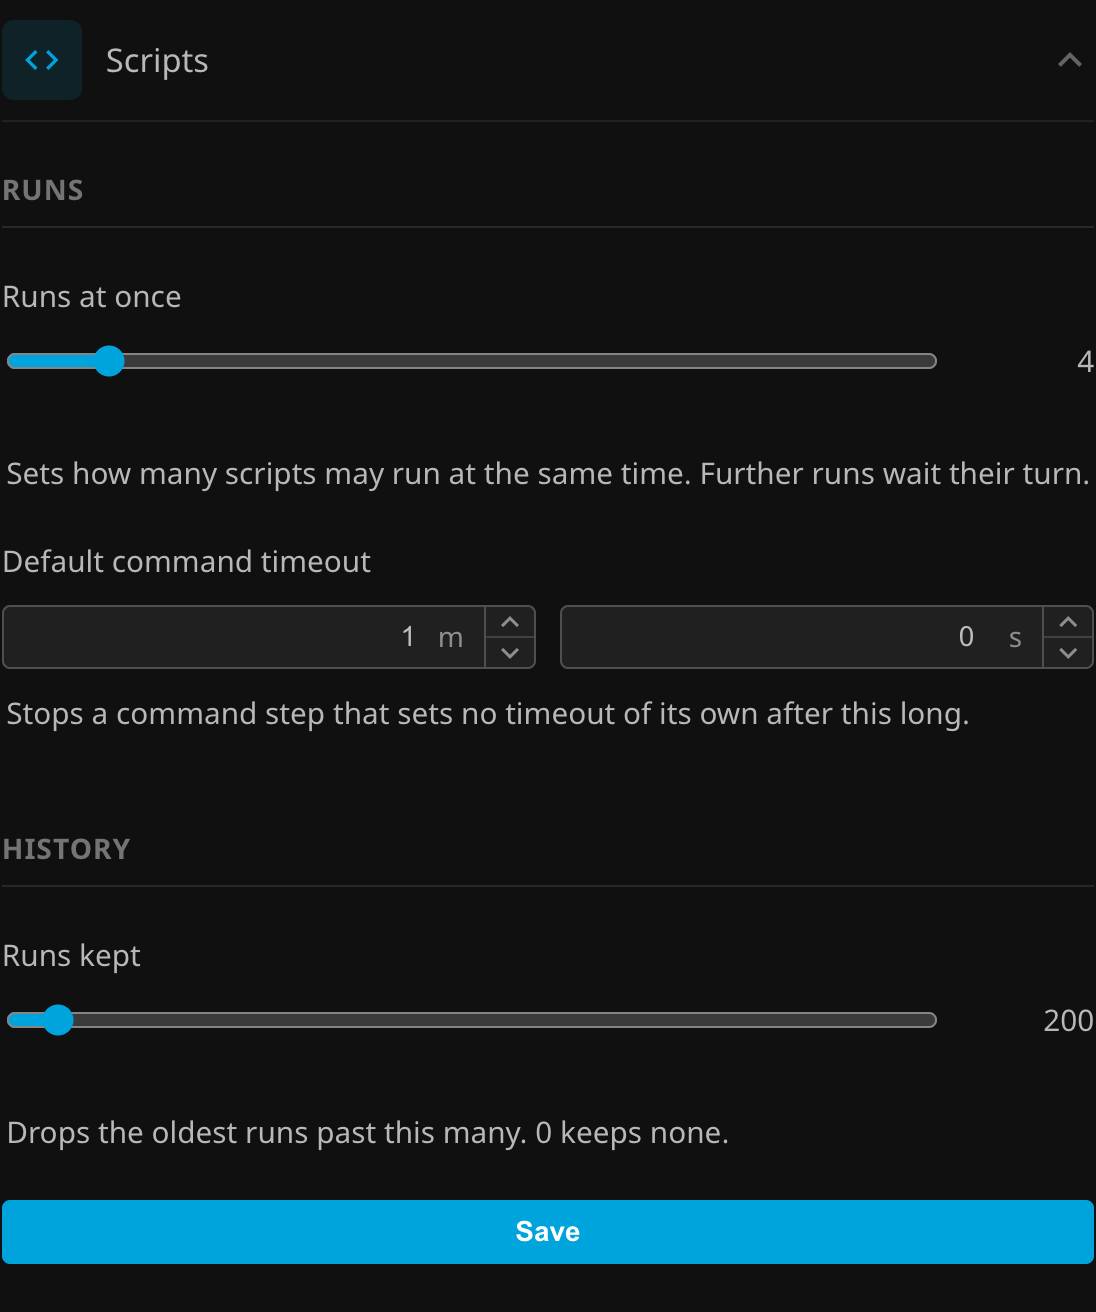 Scripts
RUNS
Runs at once
4
Sets how many scripts may run at the same time. Further runs wait their turn.
Default command timeout
1 m 0 s
Stops a command step that sets no timeout of its own after this long.
HISTORY
Runs kept
200
Drops the oldest runs past this many. 0 keeps none.
Save